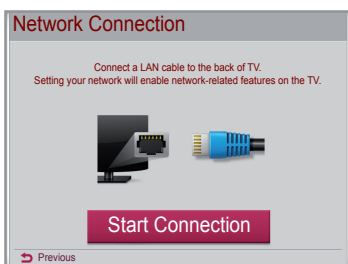 Network Connection
Connect a LAN cable to the back of TV.
Setting your network will enable network-related features on the TV.
Start Connection
Previous